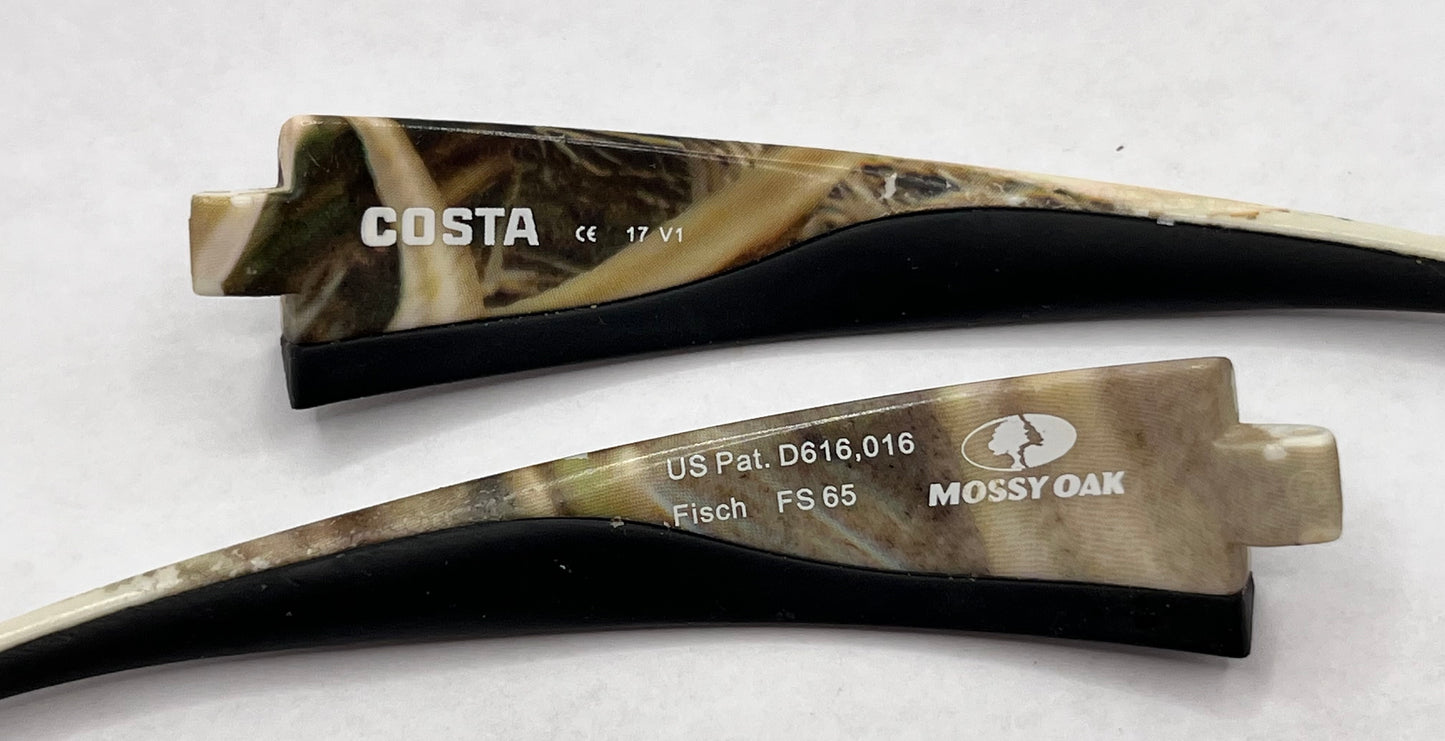 COSTA CE 17 V1
US Pat. D616,016
Fisch FS 65
MOSSY OAK